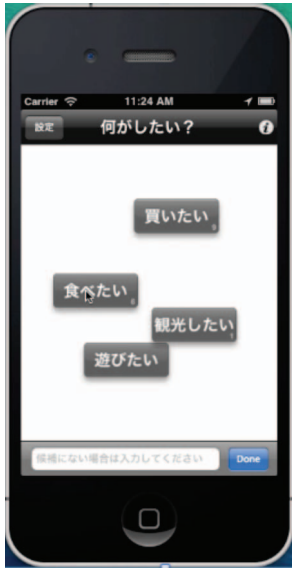 Carrier 11:24 AM
設定 何がしたい？
買いたい
食べたい
観光したい
遊びたい
候補にない場合は入力してください Done